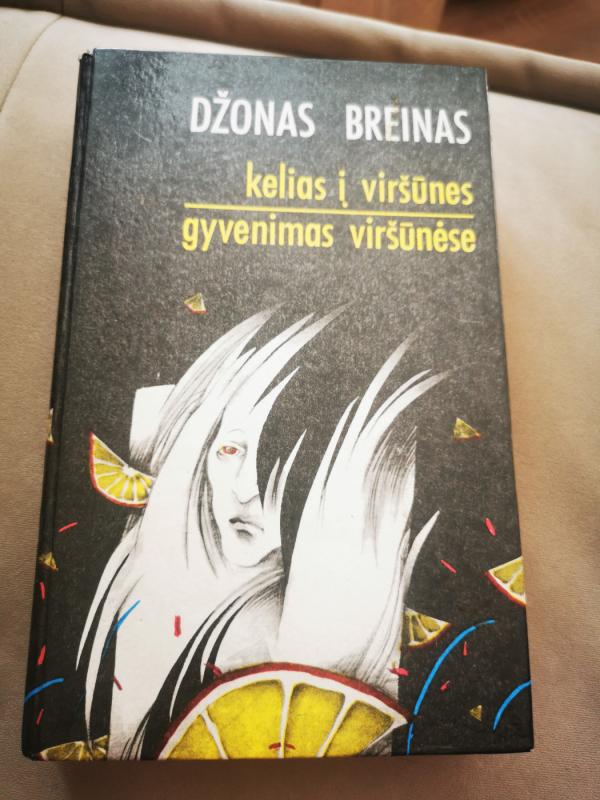 DŽONAS BREINAS
kelias į viršūnes
gyvenimas viršūnėse